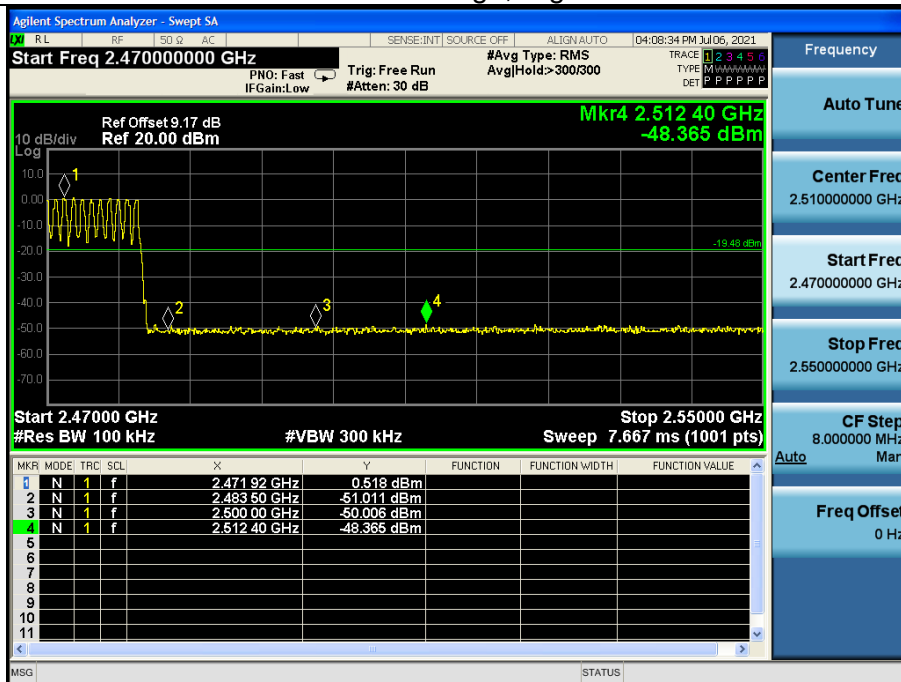 Agilent Spectrum Analyzer - Swept SA
LXI RL RF 50 Ω AC SENSE:INT SOURCE OFF ALIGN AUTO 04:08:34 PM Jul 06, 2021
Start Freq 2.470000000 GHz
PNO: Fast
IFGain:Low
Trig: Free Run
#Atten: 30 dB
#Avg Type: RMS
Avg|Hold:>300/300
TRACE 1 2 3 4 5 6
TYPE M WWWWW
DET P P P P P P
Frequency
Auto Tune
Center Freq
2.510000000 GHz
Start Freq
2.470000000 GHz
Stop Freq
2.550000000 GHz
CF Step
8.000000 MHz
Auto Man
Freq Offset
0 Hz
Mkr4 2.512 40 GHz
-48.365 dBm
Ref Offset 9.17 dB
10 dB/div Ref 20.00 dBm
Log
10.0
0.00
-10.0
-20.0
-30.0
-40.0
-50.0
-60.0
-70.0
1
2
3
4
-19.48 dBm
Start 2.47000 GHz Stop 2.55000 GHz
#Res BW 100 kHz #VBW 300 kHz Sweep 7.667 ms (1001 pts)
MKR MODE TRC SCL X Y FUNCTION FUNCTION WIDTH FUNCTION VALUE
1 N 1 f 2.471 92 GHz 0.518 dBm
2 N 1 f 2.483 50 GHz -51.011 dBm
3 N 1 f 2.500 00 GHz -50.006 dBm
4 N 1 f 2.512 40 GHz -48.365 dBm
5
6
7
8
9
10
11
MSG STATUS